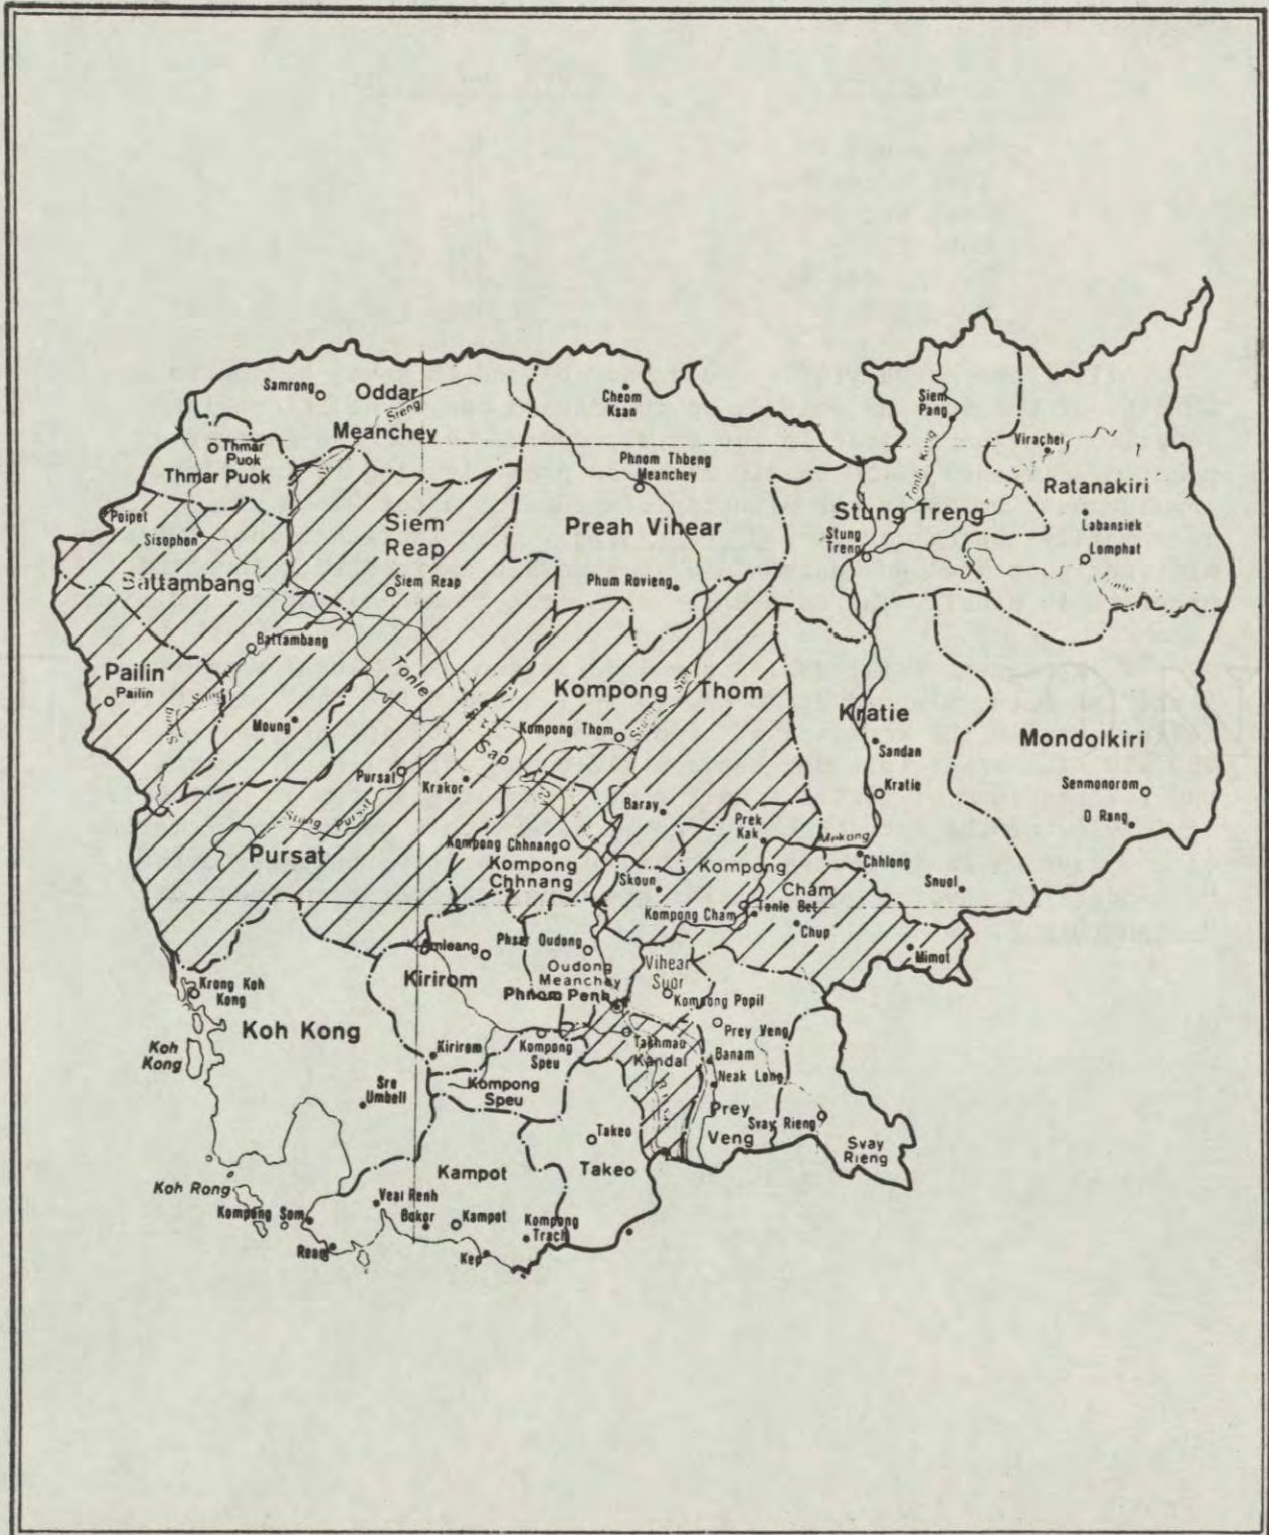 Samrong
Oddar
Meanchey
Sreng
Cheom
Ksan
Siem
Pang
Thmar
Puok
Thmar Puok
Phnom Thbeng
Meanchey
Virachei
Ratanakiri
Tonle Kong
Poipet
Sisophon
Siem
Reap
Preah Vihear
Stung Treng
Stung
Treng
Labansiek
Lomphat
Battambang
Siem Reap
Phum Rovieng
Battambang
Pailin
Pailin
Tonle
Sap
Kompong Thom
Kratie
Moung
Kompong Thom
Sandan
Mondolkiri
Pursat
Krakor
Kratie
Senmonorom
Stung Pursat
Baray
Prek
Kak
Mekong
O Rang
Pursat
Kompong Chhnang
Kompong
Chhnang
Skoun
Kompong
Cham
Chhlong
Snuol
Kompong Cham
Tonle Bet
Chup
Mimot
Amleang
Phsar Oudong
Kirirom
Oudong
Meanchey
Vihear
Suor
Phnom Penh
Kompong Popil
Krong Koh
Kong
Koh Kong
Koh
Kong
Kirirom
Kompong
Speu
Takhmau
Kandal
Prey Veng
Banam
Neak Long
Sre
Umbell
Kompong
Speu
Prey
Veng
Svay Rieng
Svay
Rieng
Takeo
Takeo
Kampot
Koh Rong
Veal Renh
Kompong Som
Bokor
Kampot
Kompong
Trach
Ream
Kep